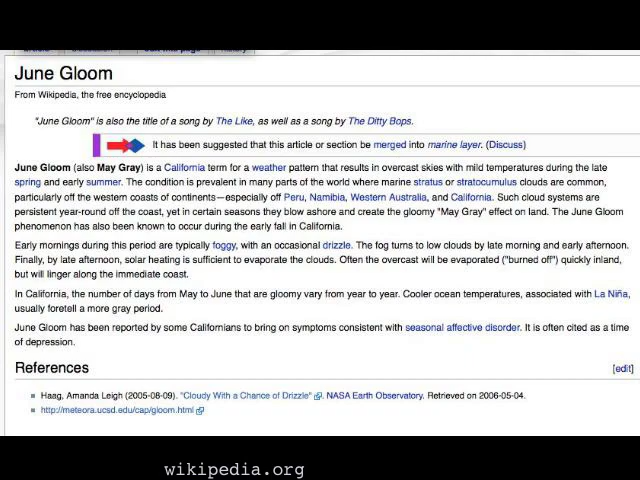 June Gloom
From Wikipedia, the free encyclopedia
"June Gloom" is also the title of a song by The Like, as well as a song by The Ditty Bops.
It has been suggested that this article or section be merged into marine layer. (Discuss)
June Gloom (also May Gray) is a California term for a weather pattern that results in overcast skies with mild temperatures during the late
spring and early summer. The condition is prevalent in many parts of the world where marine stratus or stratocumulus clouds are common,
particularly off the western coasts of continents—especially off Peru, Namibia, Western Australia, and California. Such cloud systems are
persistent year-round off the coast, yet in certain seasons they blow ashore and create the gloomy "May Gray" effect on land. The June Gloom
phenomenon has also been known to occur during the early fall in California.
Early mornings during this period are typically foggy, with an occasional drizzle. The fog turns to low clouds by late morning and early afternoon.
Finally, by late afternoon, solar heating is sufficient to evaporate the clouds. Often the overcast will be evaporated ("burned off") quickly inland,
but will linger along the immediate coast.
In California, the number of days from May to June that are gloomy vary from year to year. Cooler ocean temperatures, associated with La Niña,
usually foretell a more gray period.
June Gloom has been reported by some Californians to bring on symptoms consistent with seasonal affective disorder. It is often cited as a time
of depression.
References
[edit]
Haag, Amanda Leigh (2005-08-09). "Cloudy With a Chance of Drizzle". NASA Earth Observatory. Retrieved on 2006-05-04.
http://meteora.ucsd.edu/cap/gloom.html
wikipedia.org